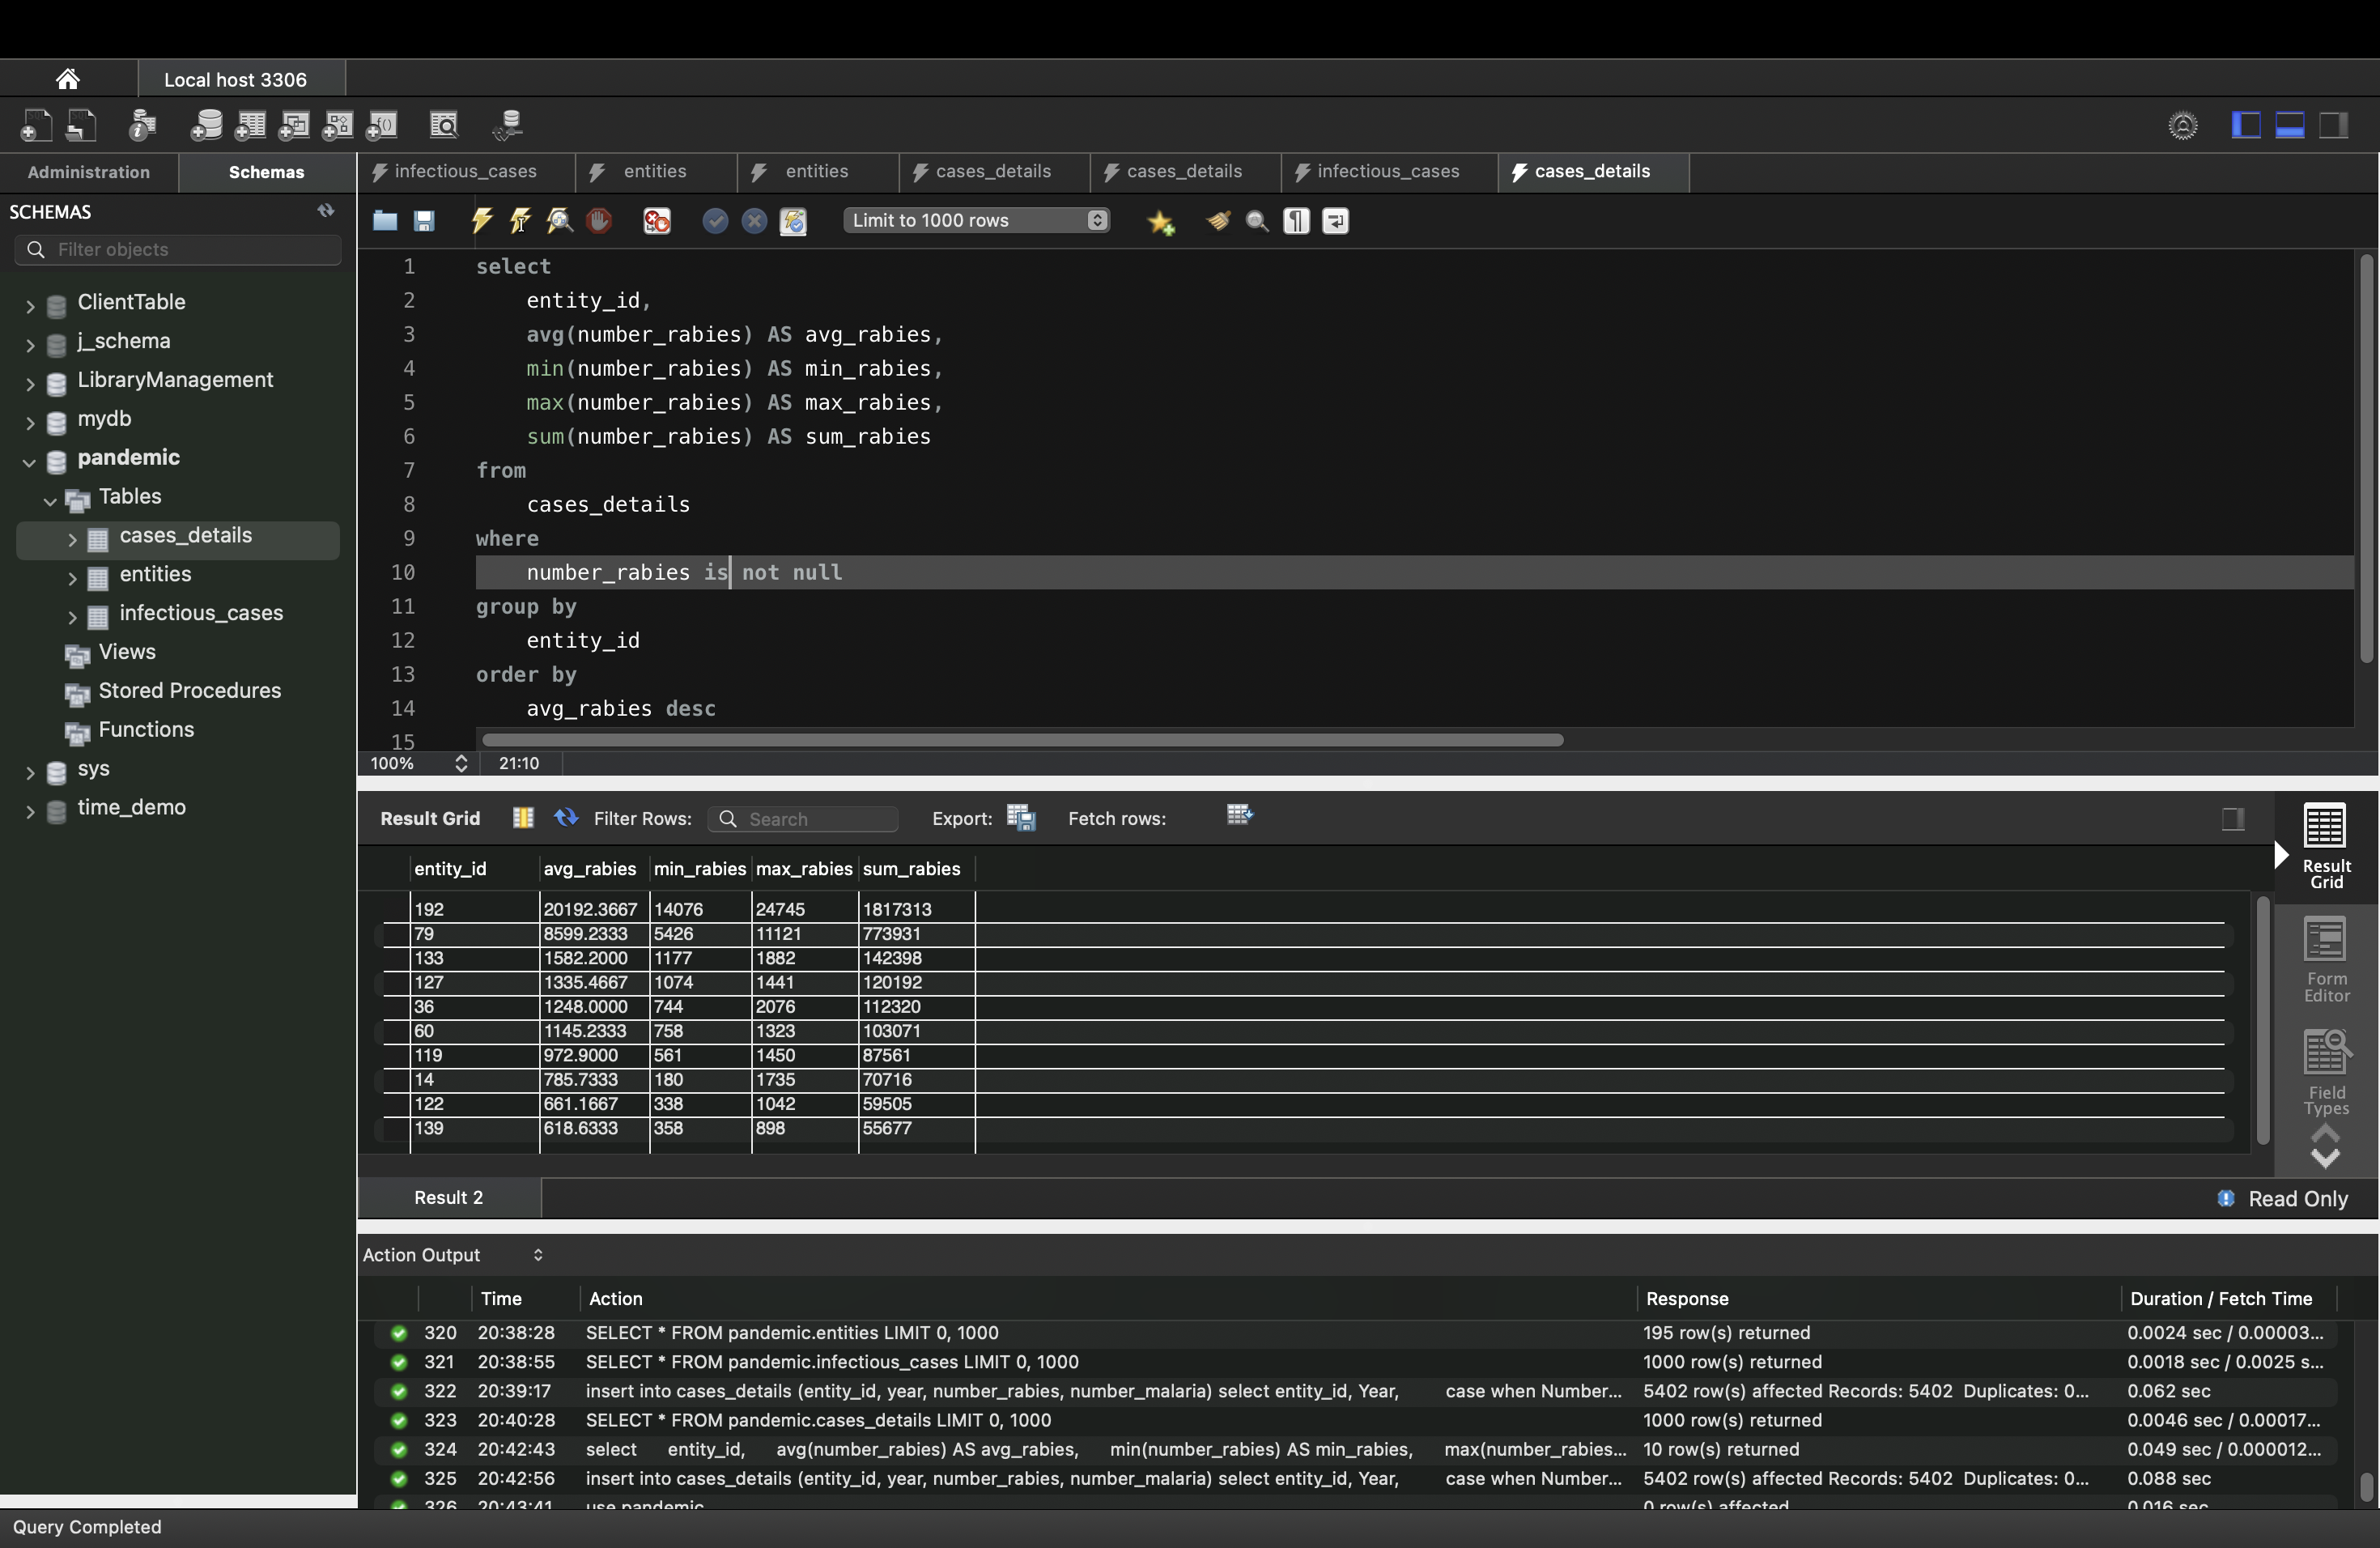 Local host 3306
Administration
Schemas
infectious_cases
entities
entities
cases_details
cases_details
infectious_cases
cases_details
SCHEMAS
Filter objects
ClientTable
j_schema
LibraryManagement
mydb
pandemic
Tables
cases_details
entities
infectious_cases
Views
Stored Procedures
Functions
sys
time_demo
Limit to 1000 rows
1 select
2 entity_id,
3 avg(number_rabies) AS avg_rabies,
4 min(number_rabies) AS min_rabies,
5 max(number_rabies) AS max_rabies,
6 sum(number_rabies) AS sum_rabies
7 from
8 cases_details
9 where
10 number_rabies is not null
11 group by
12 entity_id
13 order by
14 avg_rabies desc
15
100% 21:10
Result Grid Filter Rows: Search Export: Fetch rows:
entity_id avg_rabies min_rabies max_rabies sum_rabies
192 20192.3667 14076 24745 1817313
79 8599.2333 5426 11121 773931
133 1582.2000 1177 1882 142398
127 1335.4667 1074 1441 120192
36 1248.0000 744 2076 112320
60 1145.2333 758 1323 103071
119 972.9000 561 1450 87561
14 785.7333 180 1735 70716
122 661.1667 338 1042 59505
139 618.6333 358 898 55677
Result
Grid
Form
Editor
Field
Types
Result 2
Read Only
Action Output
Time Action Response Duration / Fetch Time
320 20:38:28 SELECT * FROM pandemic.entities LIMIT 0, 1000 195 row(s) returned 0.0024 sec / 0.00003...
321 20:38:55 SELECT * FROM pandemic.infectious_cases LIMIT 0, 1000 1000 row(s) returned 0.0018 sec / 0.0025 s...
322 20:39:17 insert into cases_details (entity_id, year, number_rabies, number_malaria) select entity_id, Year, case when Number... 5402 row(s) affected Records: 5402 Duplicates: 0... 0.062 sec
323 20:40:28 SELECT * FROM pandemic.cases_details LIMIT 0, 1000 1000 row(s) returned 0.0046 sec / 0.00017...
324 20:42:43 select entity_id, avg(number_rabies) AS avg_rabies, min(number_rabies) AS min_rabies, max(number_rabies... 10 row(s) returned 0.049 sec / 0.000012...
325 20:42:56 insert into cases_details (entity_id, year, number_rabies, number_malaria) select entity_id, Year, case when Number... 5402 row(s) affected Records: 5402 Duplicates: 0... 0.088 sec
326 20:43:41 use pandemic 0 row(s) affected 0.016 sec
Query Completed